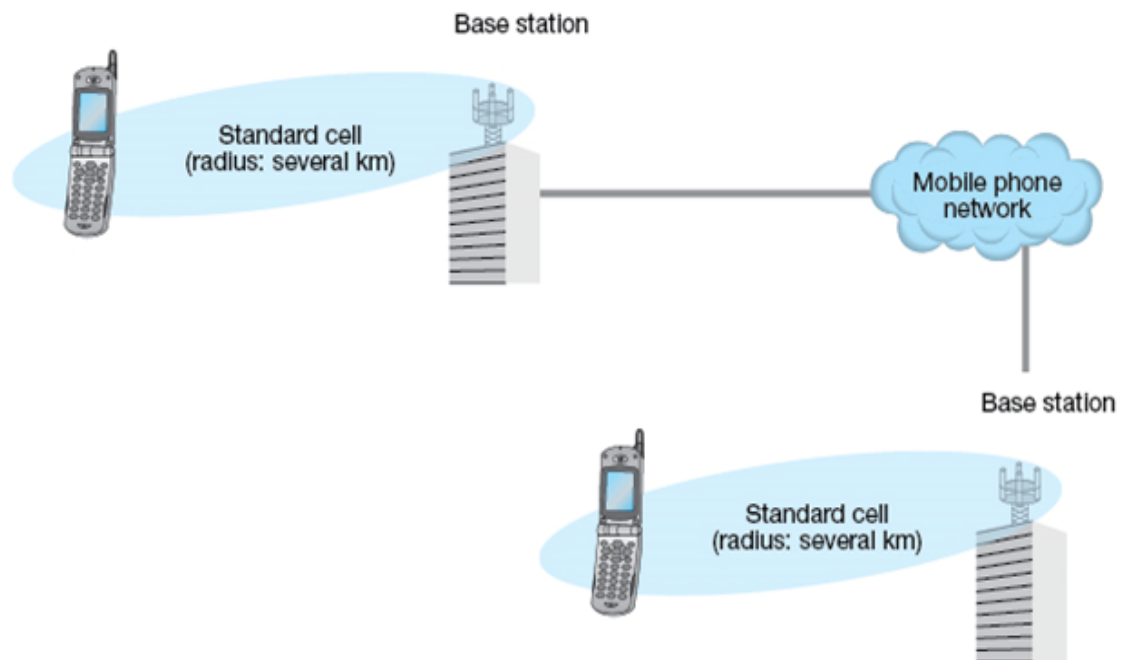 Base station
Standard cell
(radius: several km)
Mobile phone
network
Base station
Standard cell
(radius: several km)